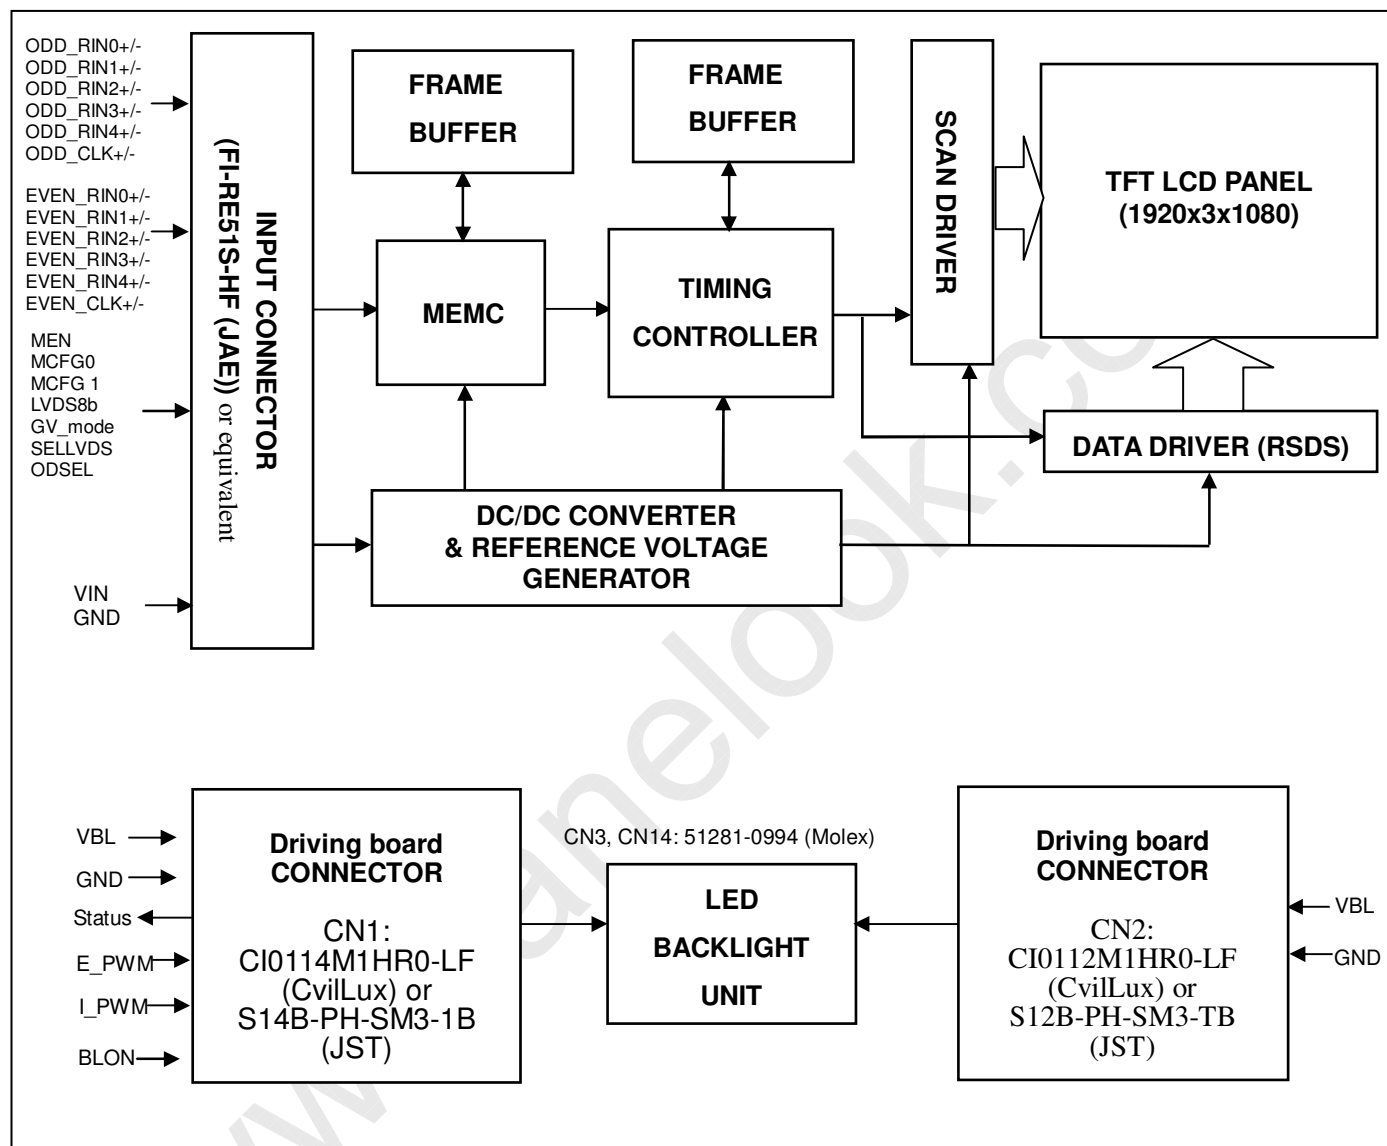 ODD_RIN0+/-
ODD_RIN1+/-
ODD_RIN2+/-
ODD_RIN3+/-
ODD_RIN4+/-
ODD_CLK+/-
EVEN_RIN0+/-
EVEN_RIN1+/-
EVEN_RIN2+/-
EVEN_RIN3+/-
EVEN_RIN4+/-
EVEN_CLK+/-
MEN
MCFG0
MCFG 1
LVDS8b
GV_mode
SELLVDS
ODSEL
VIN
GND
INPUT CONNECTOR
(FI-RE51S-HF (JAE)) or equivalent
FRAME
BUFFER
FRAME
BUFFER
MEMC
TIMING
CONTROLLER
SCAN DRIVER
TFT LCD PANEL
(1920x3x1080)
DATA DRIVER (RSDS)
DC/DC CONVERTER
& REFERENCE VOLTAGE
GENERATOR
VBL
GND
Status
E_PWM
I_PWM
BLON
Driving board
CONNECTOR
CN1:
CI0114M1HR0-LF
(CvilLux) or
S14B-PH-SM3-1B
(JST)
CN3, CN14: 51281-0994 (Molex)
LED
BACKLIGHT
UNIT
Driving board
CONNECTOR
CN2:
CI0112M1HR0-LF
(CvilLux) or
S12B-PH-SM3-TB
(JST)
VBL
GND